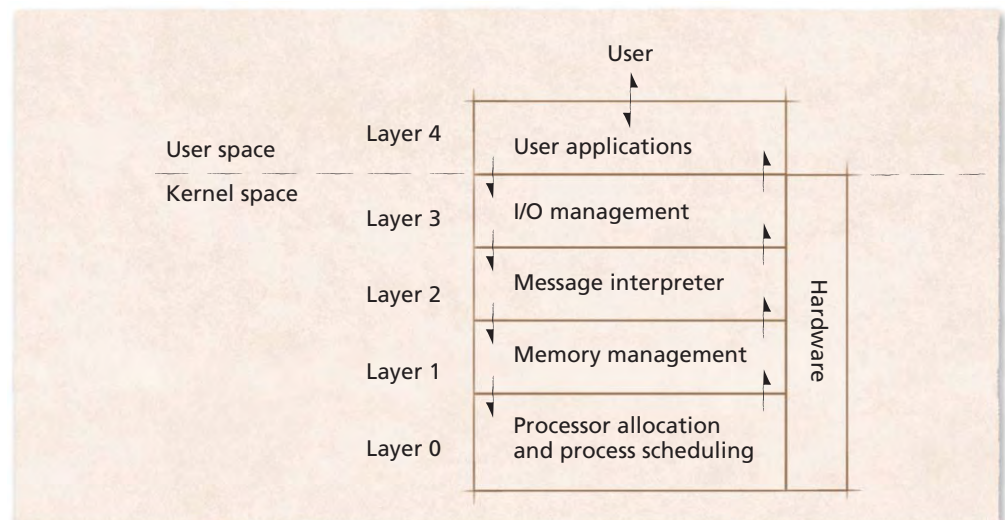 User
Layer 4
User applications
User space
Kernel space
Layer 3
I/O management
Layer 2
Message interpreter
Hardware
Layer 1
Memory management
Layer 0
Processor allocation
and process scheduling